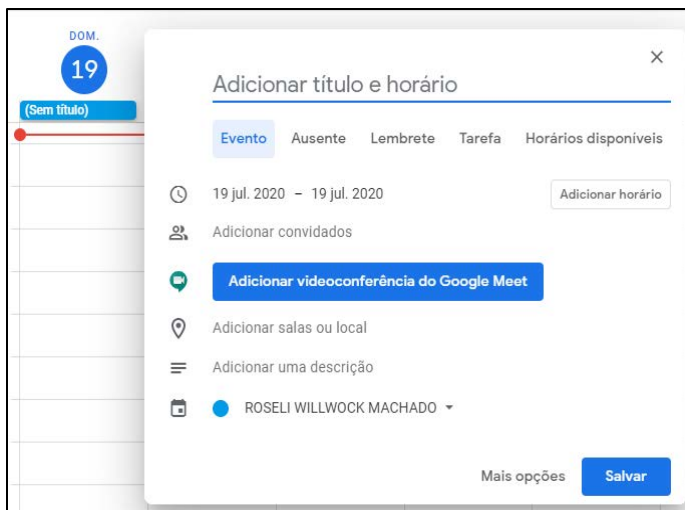 DOM.
19
(Sem título)
Adicionar título e horário
Evento Ausente Lembrete Tarefa Horários disponíveis
19 jul. 2020 – 19 jul. 2020 Adicionar horário
Adicionar convidados
Adicionar videoconferência do Google Meet
Adicionar salas ou local
Adicionar uma descrição
ROSELI WILLWOCK MACHADO
Mais opções Salvar